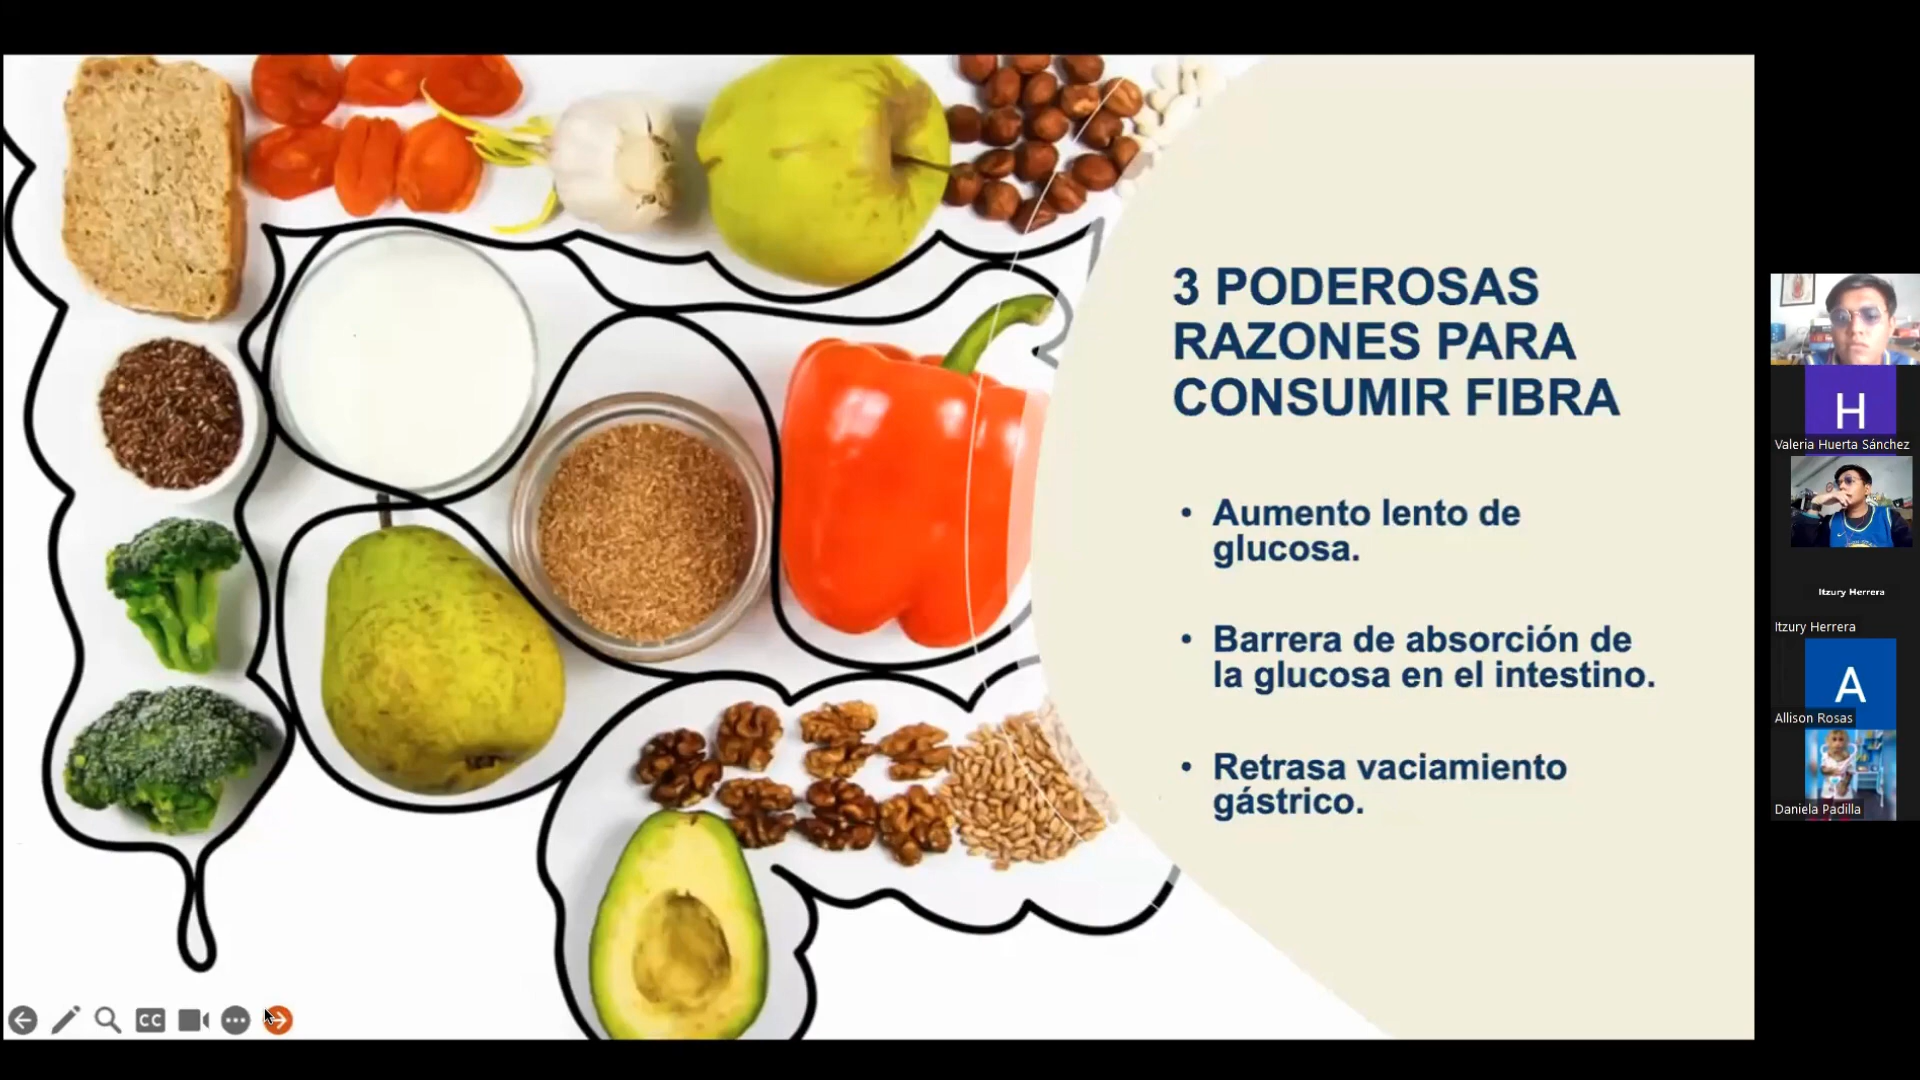 3 PODEROSAS
RAZONES PARA
CONSUMIR FIBRA
• Aumento lento de
glucosa.
• Barrera de absorción de
la glucosa en el intestino.
• Retrasa vaciamiento
gástrico.
CC
H
Valeria Huerta Sánchez
Itzury Herrera
Itzury Herrera
A
Allison Rosas
Daniela Padilla